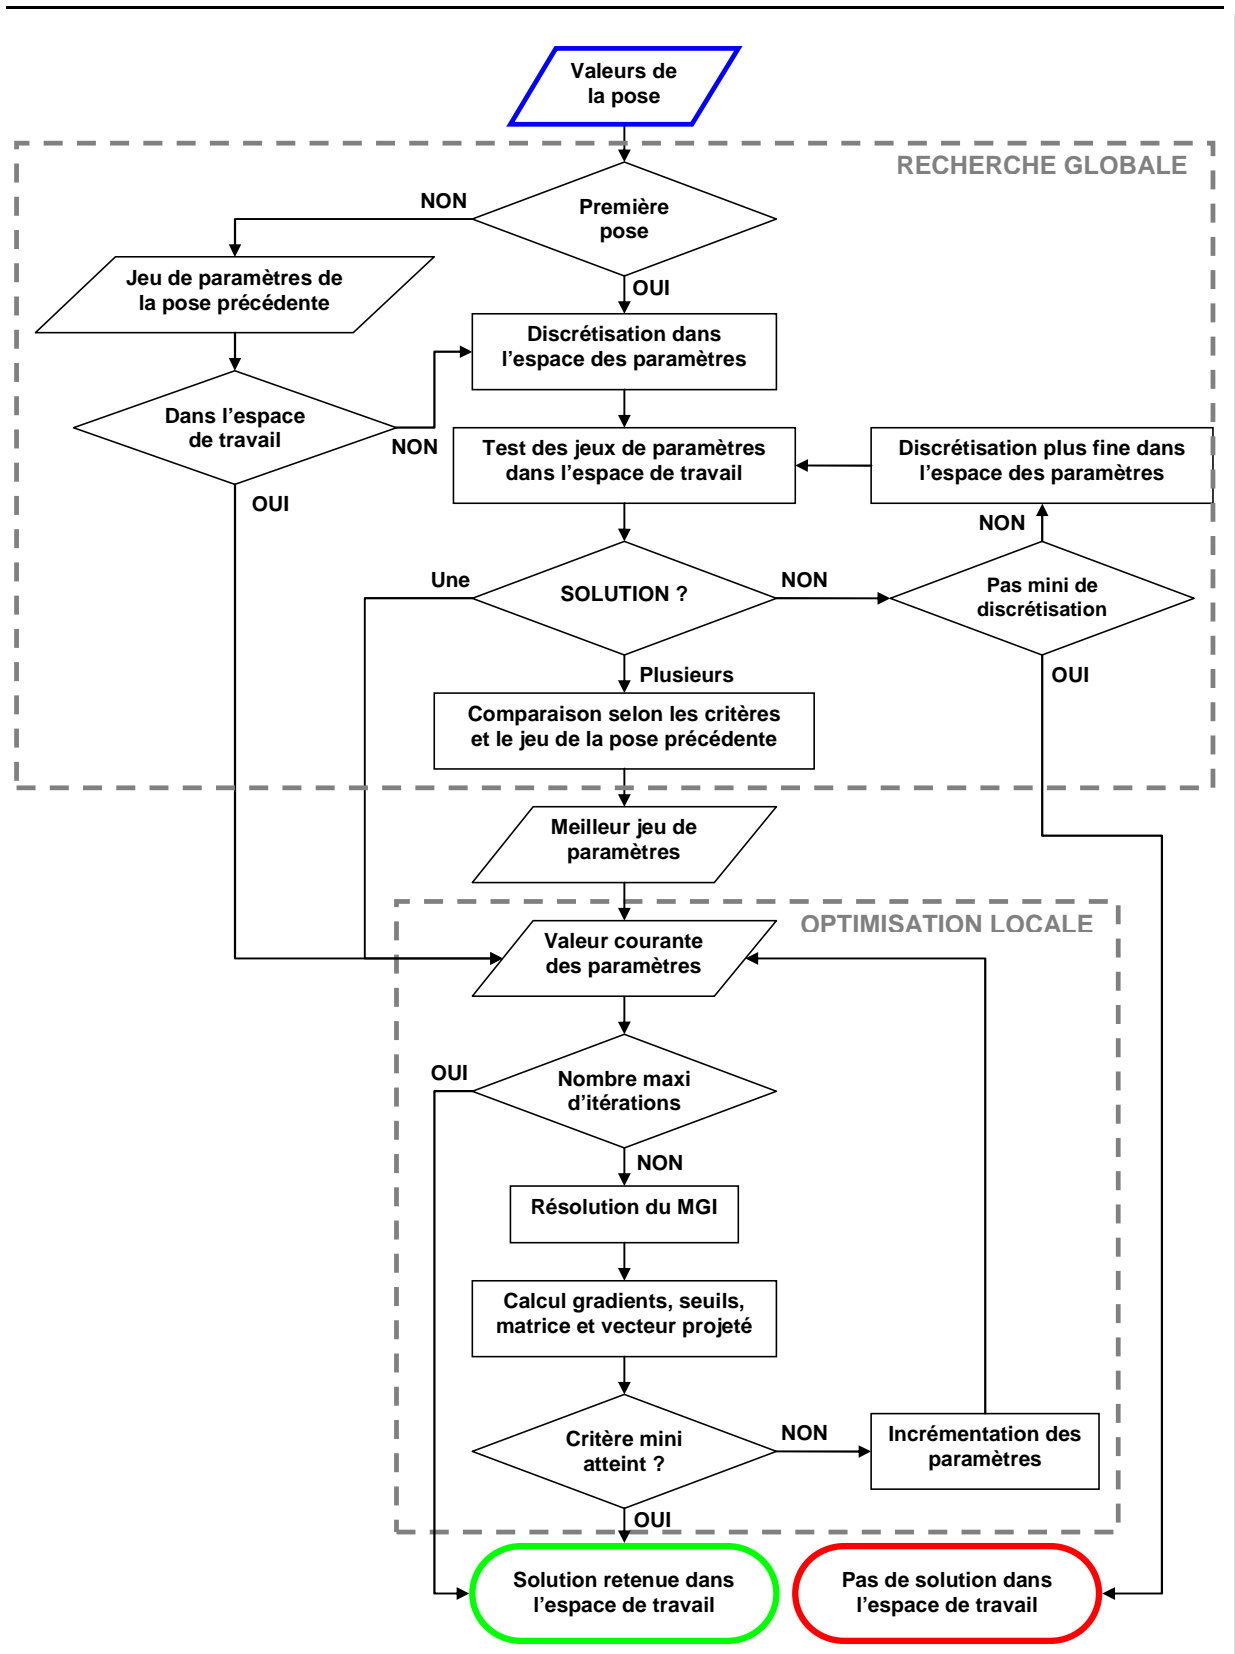 Valeurs de
la pose
RECHERCHE GLOBALE
NON
Première
pose
Jeu de paramètres de
la pose précédente
OUI
Discrétisation dans
l'espace des paramètres
Dans l'espace
de travail
NON
Test des jeux de paramètres
dans l'espace de travail
Discrétisation plus fine dans
l'espace des paramètres
OUI
NON
Une
SOLUTION ?
NON
Pas mini de
discrétisation
Plusieurs
OUI
Comparaison selon les critères
et le jeu de la pose précédente
Meilleur jeu de
paramètres
OPTIMISATION LOCALE
Valeur courante
des paramètres
OUI
Nombre maxi
d'itérations
NON
Résolution du MGI
Calcul gradients, seuils,
matrice et vecteur projeté
Critère mini
atteint ?
NON
Incrémentation des
paramètres
OUI
Solution retenue dans
l'espace de travail
Pas de solution dans
l'espace de travail